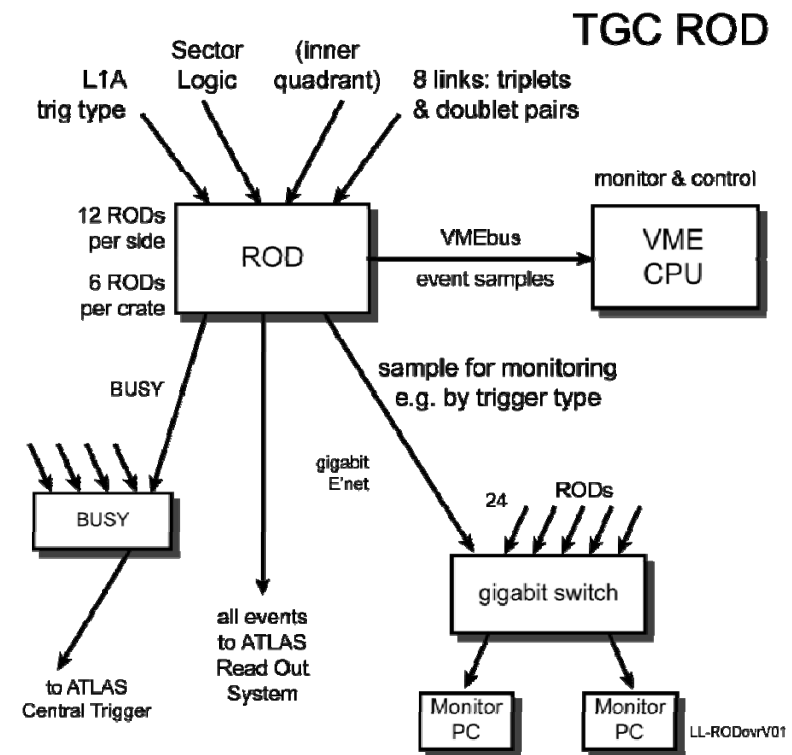 TGC ROD
L1A
trig type
Sector
Logic
(inner
quadrant)
8 links: triplets
& doublet pairs
12 RODs
per side
6 RODs
per crate
ROD
VMEbus
event samples
monitor & control
VME
CPU
BUSY
sample for monitoring
e.g. by trigger type
gigabit
E'net
24 RODs
BUSY
gigabit switch
all events
to ATLAS
Read Out
System
to ATLAS
Central Trigger
Monitor
PC
Monitor
PC
LL-RODovrV01